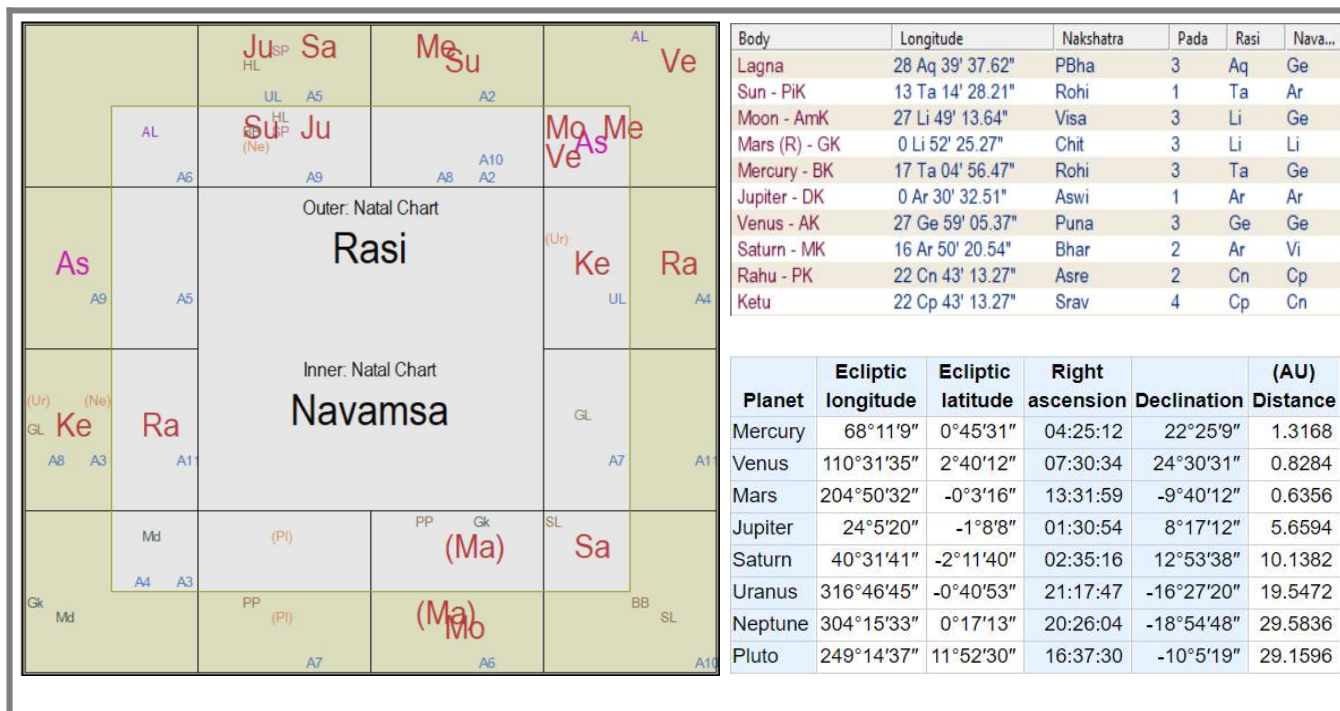 Ju SP Sa
HL
UL A5
Me
Su
A2
AL
Ve
AL
A6
HL
Su SP Ju
(Ne)
A9
A10
A8 A2
Mo Me
As
Ve
As
A9
A5
Outer: Natal Chart
Rasi
(Ur)
Ke
UL
Ra
A4
(Ur) (Ne)
GL Ke
A8 A3
Ra
A11
Inner: Natal Chart
Navamsa
GL
A7
A11
Md
A4 A3
(Pl)
PP Gk
(Ma)
SL
Sa
Gk
Md
PP
(Pl)
A7
(Ma)
Mo
A6
BB
SL
A10
Body Longitude Nakshatra Pada Rasi Nava...
Lagna 28 Aq 39' 37.62" PBha 3 Aq Ge
Sun - PiK 13 Ta 14' 28.21" Rohi 1 Ta Ar
Moon - AmK 27 Li 49' 13.64" Visa 3 Li Ge
Mars (R) - GK 0 Li 52' 25.27" Chit 3 Li Li
Mercury - BK 17 Ta 04' 56.47" Rohi 3 Ta Ge
Jupiter - DK 0 Ar 30' 32.51" Aswi 1 Ar Ar
Venus - AK 27 Ge 59' 05.37" Puna 3 Ge Ge
Saturn - MK 16 Ar 50' 20.54" Bhar 2 Ar Vi
Rahu - PK 22 Cn 43' 13.27" Asre 2 Cn Cp
Ketu 22 Cp 43' 13.27" Srav 4 Cp Cn
Planet Ecliptic longitude Ecliptic latitude Right ascension Declination (AU) Distance
Mercury 68°11′9″ 0°45′31″ 04:25:12 22°25′9″ 1.3168
Venus 110°31′35″ 2°40′12″ 07:30:34 24°30′31″ 0.8284
Mars 204°50′32″ -0°3′16″ 13:31:59 -9°40′12″ 0.6356
Jupiter 24°5′20″ -1°8′8″ 01:30:54 8°17′12″ 5.6594
Saturn 40°31′41″ -2°11′40″ 02:35:16 12°53′38″ 10.1382
Uranus 316°46′45″ -0°40′53″ 21:17:47 -16°27′20″ 19.5472
Neptune 304°15′33″ 0°17′13″ 20:26:04 -18°54′48″ 29.5836
Pluto 249°14′37″ 11°52′30″ 16:37:30 -10°5′19″ 29.1596